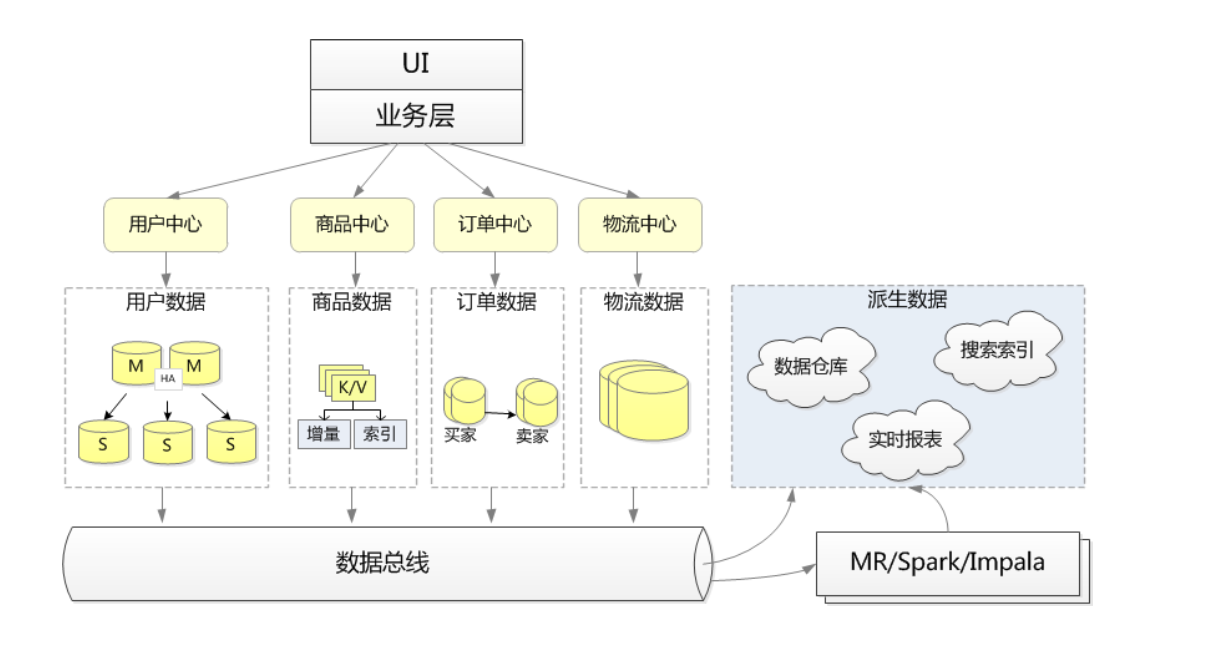 UI
业务层
用户中心
商品中心
订单中心
物流中心
用户数据
商品数据
订单数据
物流数据
派生数据
M
M
HA
S
S
S
K/V
增量
索引
买家
卖家
数据仓库
搜索索引
实时报表
数据总线
MR/Spark/Impala